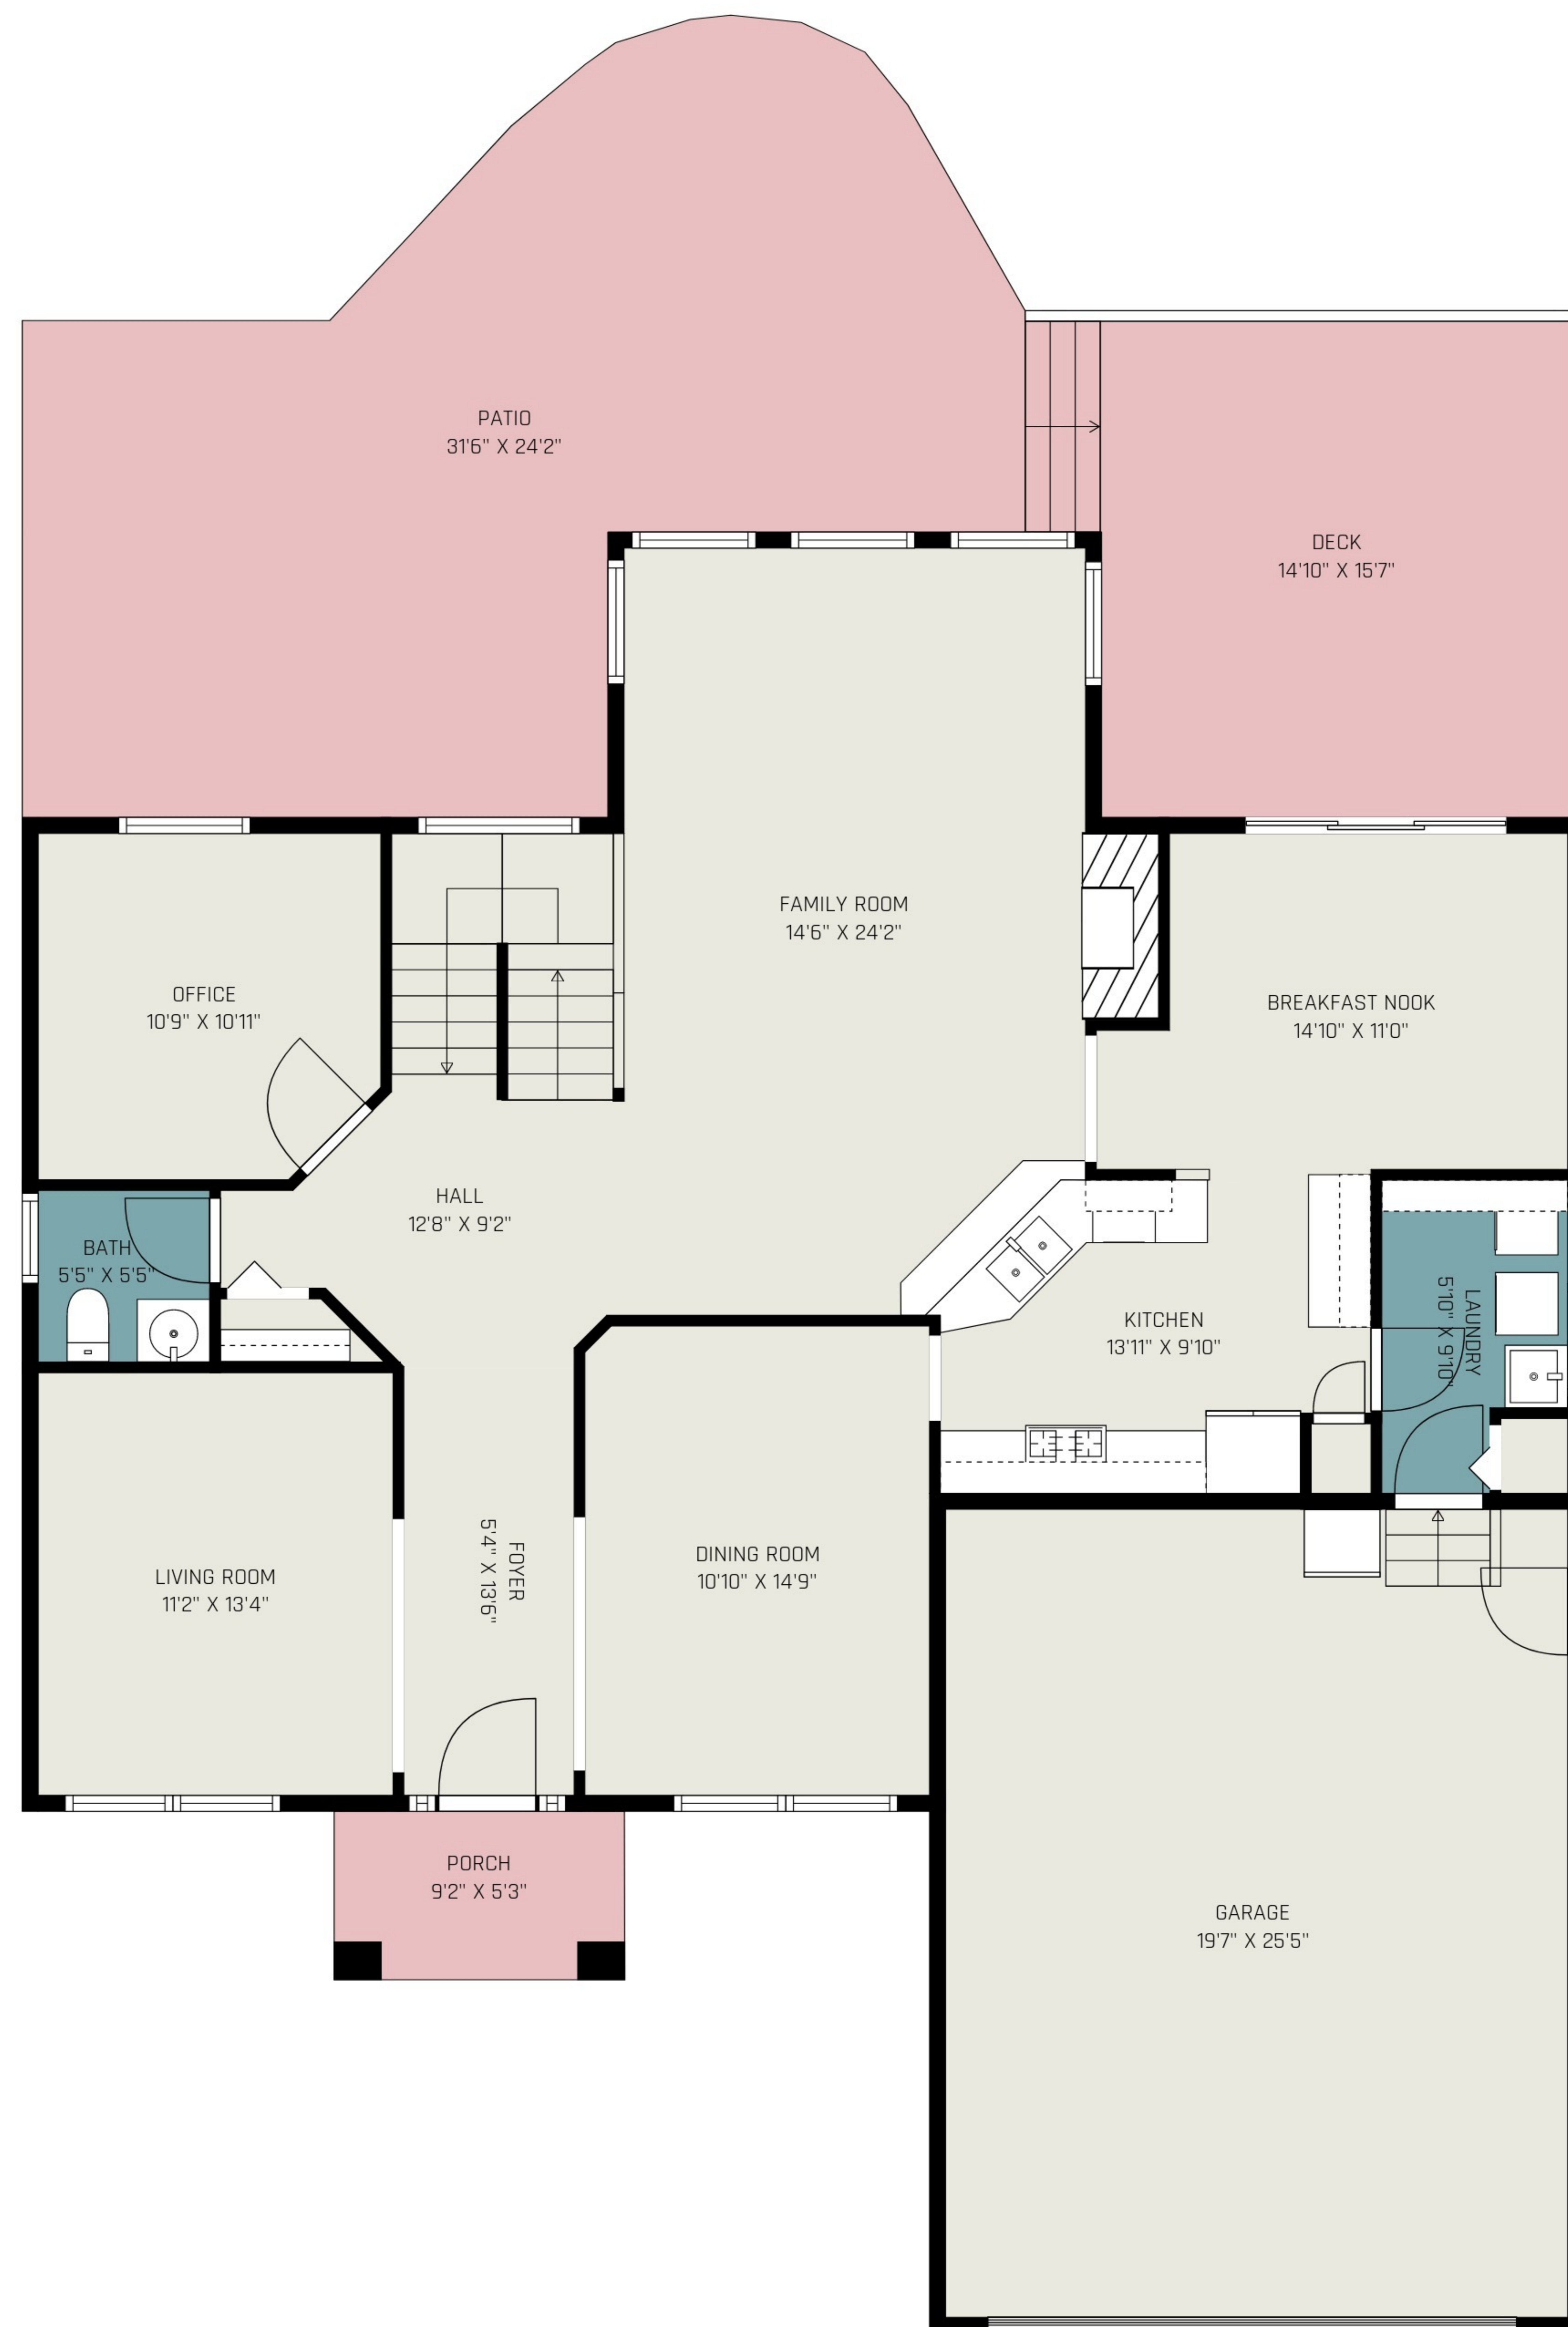 PATIO
31'6" X 24'2"
DECK
14'10" X 15'7"
FAMILY ROOM
14'6" X 24'2"
OFFICE
10'9" X 10'11"
BREAKFAST NOOK
14'10" X 11'0"
HALL
12'8" X 9'2"
BATH
5'5" X 5'5"
KITCHEN
13'11" X 9'10"
LAUNDRY
5'10" X 9'10"
LIVING ROOM
11'2" X 13'4"
FOYER
5'4" X 13'6"
DINING ROOM
10'10" X 14'9"
PORCH
9'2" X 5'3"
GARAGE
19'7" X 25'5"